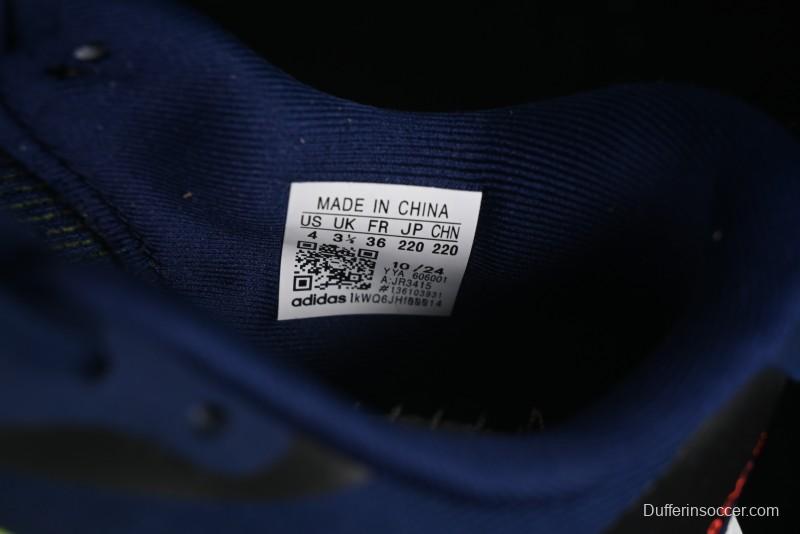 MADE IN CHINA
US UK FR JP CHN
4 3½ 36 220 220
10/24
YYA 606001
A:JR3415
#136103931
adidas
Dufferinsoccer.com